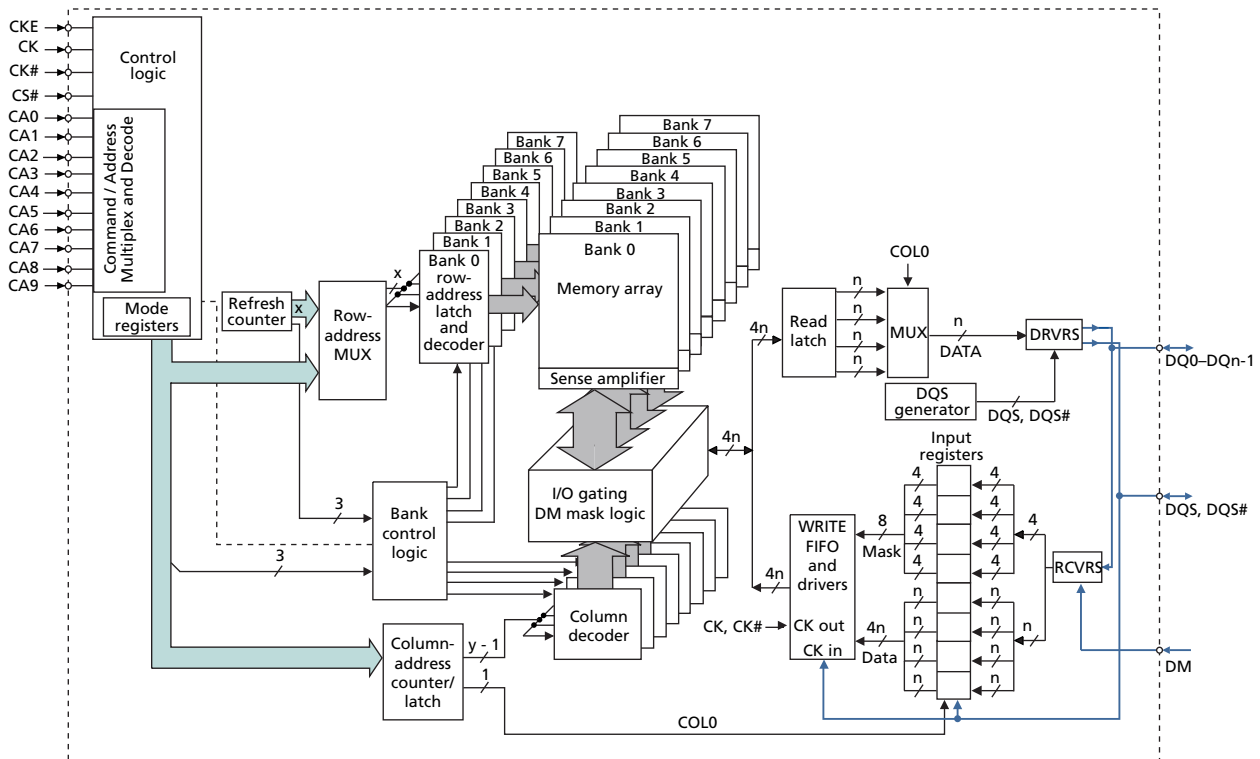 CKE
CK
CK#
CS#
CA0
CA1
CA2
CA3
CA4
CA5
CA6
CA7
CA8
CA9
Control
logic
Command / Address
Multiplex and Decode
Mode
registers
Refresh
counter
x
Row-
address
MUX
x
Bank 7
Bank 6
Bank 5
Bank 4
Bank 3
Bank 2
Bank 1
Bank 0
row-
address
latch
and
decoder
Bank 7
Bank 6
Bank 5
Bank 4
Bank 3
Bank 2
Bank 1
Bank 0
Memory array
Sense amplifier
3
3
Bank
control
logic
I/O gating
DM mask logic
Column
decoder
Column-
address
counter/
latch
y - 1
1
COL0
4n
4n
4n
Read
latch
n
n
n
n
COL0
MUX
n
DATA
DRVRS
DQS
generator
DQS, DQS#
DQ0–DQn-1
DQS, DQS#
DM
Input
registers
4
4
4
4
4
4
4
4
4
8
Mask
WRITE
FIFO
and
drivers
CK out
CK in
CK, CK#
4n
Data
n
n
n
n
n
n
n
n
n
RCVRS